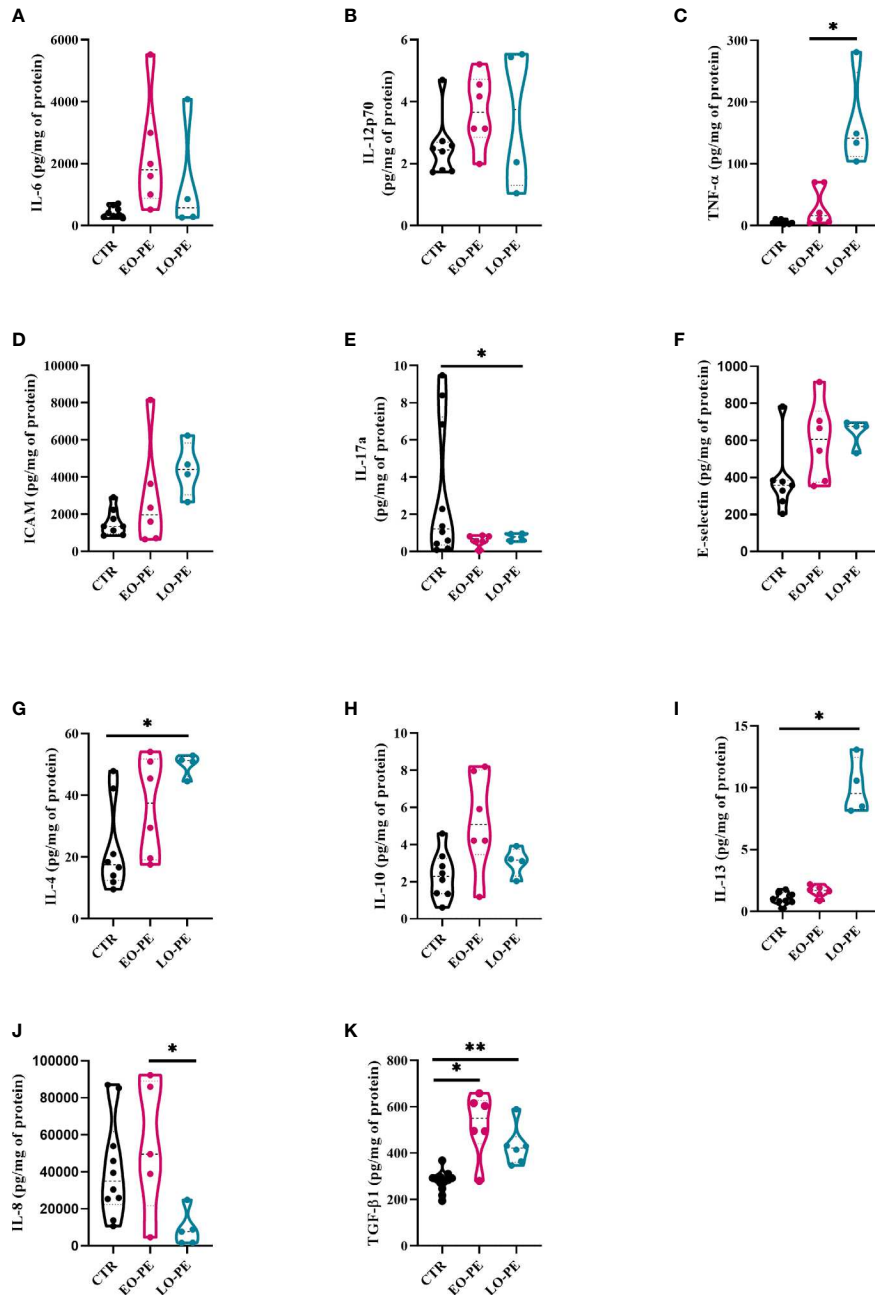 A
IL-6 (pg/mg of protein)
6000
4000
2000
0
CTR
EO-PE
LO-PE
B
IL-12p70
(pg/mg of protein)
6
4
2
0
CTR
EO-PE
LO-PE
C
TNF-α (pg/mg of protein)
300
200
100
0
*
CTR
EO-PE
LO-PE
D
ICAM (pg/mg of protein)
10000
8000
6000
4000
2000
0
CTR
EO-PE
LO-PE
E
IL-17a
(pg/mg of protein)
10
8
6
4
2
0
*
CTR
EO-PE
LO-PE
F
E-selectin (pg/mg of protein)
1000
800
600
400
200
0
CTR
EO-PE
LO-PE
G
IL-4 (pg/mg of protein)
60
40
20
0
*
CTR
EO-PE
LO-PE
H
IL-10 (pg/mg of protein)
10
8
6
4
2
0
CTR
EO-PE
LO-PE
I
IL-13 (pg/mg of protein)
15
10
5
0
*
CTR
EO-PE
LO-PE
J
IL-8 (pg/mg of protein)
100000
80000
60000
40000
20000
0
*
CTR
EO-PE
LO-PE
K
TGF-β1 (pg/mg of protein)
800
600
400
200
0
**
*
CTR
EO-PE
LO-PE